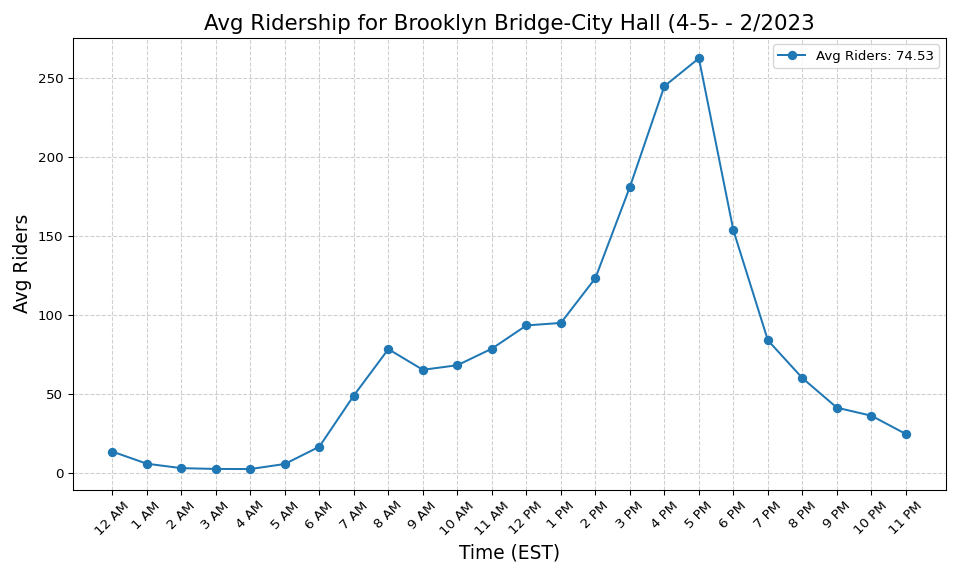 Avg Ridership for Brooklyn Bridge-City Hall (4-5- - 2/2023
Avg Riders: 74.53
Avg Riders
250
200
150
100
50
0
12 AM 1 AM 2 AM 3 AM 4 AM 5 AM 6 AM 7 AM 8 AM 9 AM 10 AM 11 AM 12 PM 1 PM 2 PM 3 PM 4 PM 5 PM 6 PM 7 PM 8 PM 9 PM 10 PM 11 PM
Time (EST)